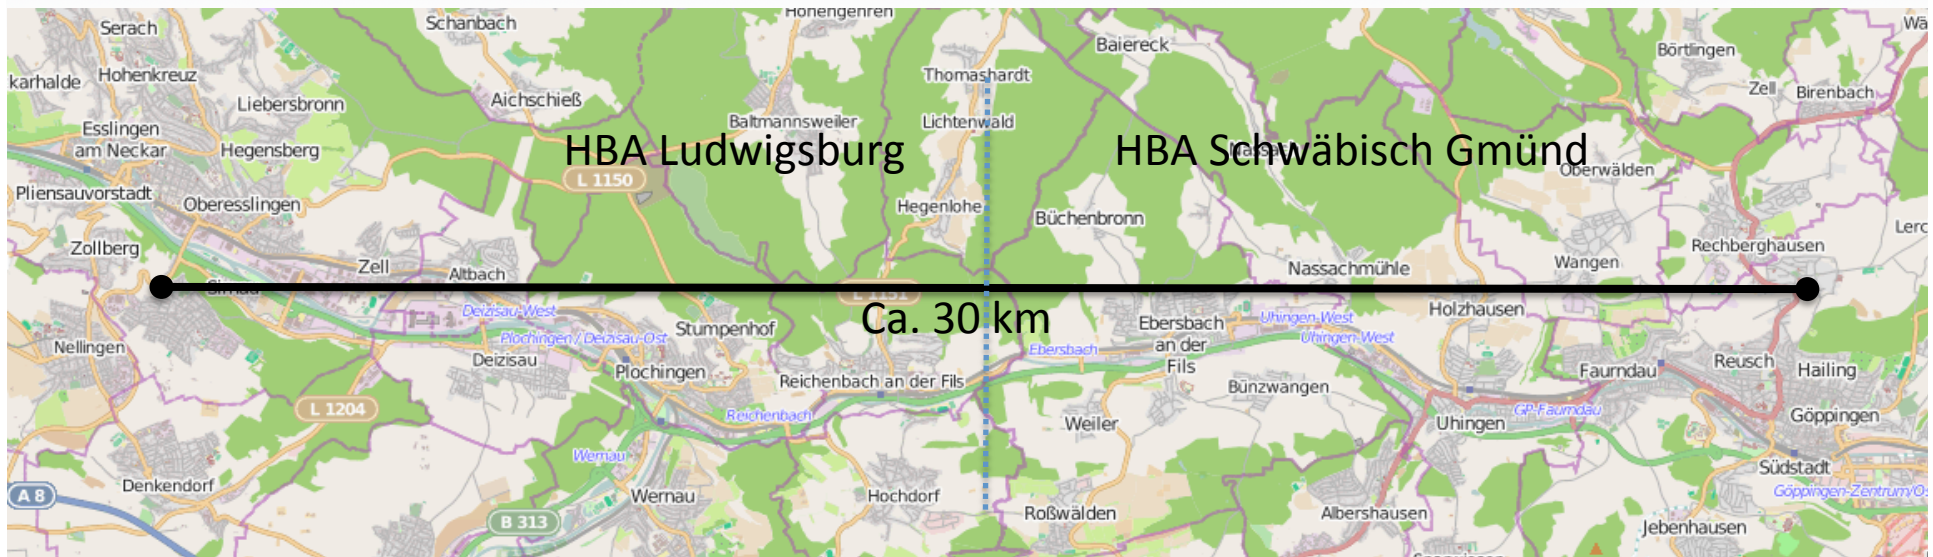 Hohengehren
Serach
Schanbach
Baiereck
Börtlingen
karhalde
Hohenkreuz
Thomashardt
Liebersbronn
Aichschieß
Zell
Birenbach
Esslingen
am Neckar
Baltmannsweiler
Lichtenwald
Hegensberg
HBA Ludwigsburg
HBA Schwäbisch Gmünd
L 1150
Oberwälden
Pliensauvorstadt
Oberesslingen
Hegenlohe
Büchenbronn
Zollberg
Rechberghausen
Zell
Altbach
Nassachmühle
Wangen
Sirnau
L 1151
Deizisau-West
Ca. 30 km
Holzhausen
Stumpenhof
Ebersbach
an der
Fils
Uhingen-West
Plochingen / Deizisau-Ost
Uhingen-West
Nellingen
Deizisau
Ebersbach
Plochingen
Reichenbach an der Fils
Bünzwangen
Faurndau
Reusch
Hailing
L 1204
Reichenbach
Weiler
GP-Faurndau
Uhingen
Göppingen
Wernau
Südstadt
Denkendorf
A 8
Wernau
Hochdorf
Göppingen-Zentrum/Os
B 313
Roßwälden
Albershausen
Jebenhausen